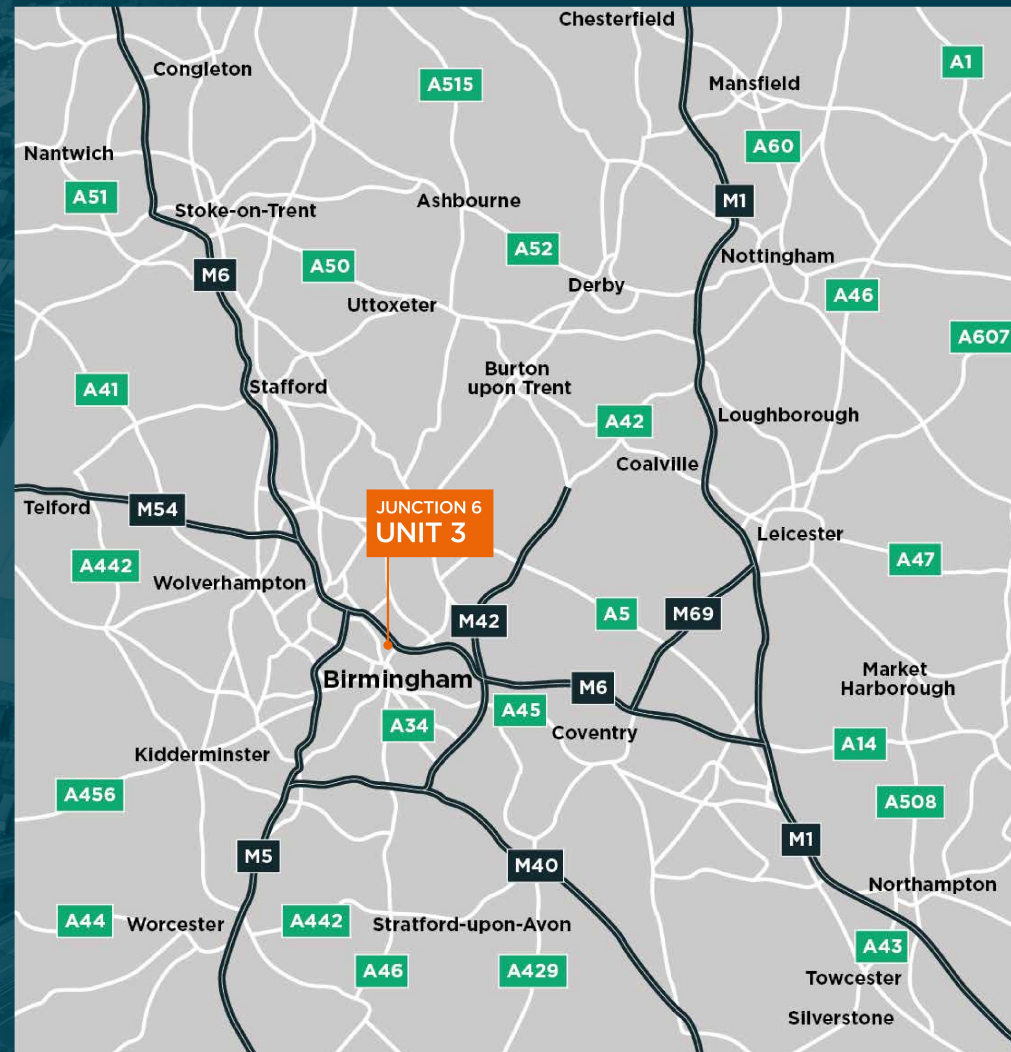 Chesterfield
Congleton
A515
Mansfield
A1
Nantwich
A60
A51
Stoke-on-Trent
Ashbourne
M1
A52
Nottingham
M6
A50
Derby
Uttoxeter
A46
A607
Burton
upon Trent
A41
Stafford
A42
Loughborough
Coalville
Telford
M54
JUNCTION 6
UNIT 3
Leicester
A442
Wolverhampton
A47
M42
A5
M69
Birmingham
M6
Market
Harborough
A34
A45
Coventry
A14
Kidderminster
A456
A508
M5
M40
M1
Northampton
A44
Worcester
A442
Stratford-upon-Avon
A43
A46
A429
Towcester
Silverstone